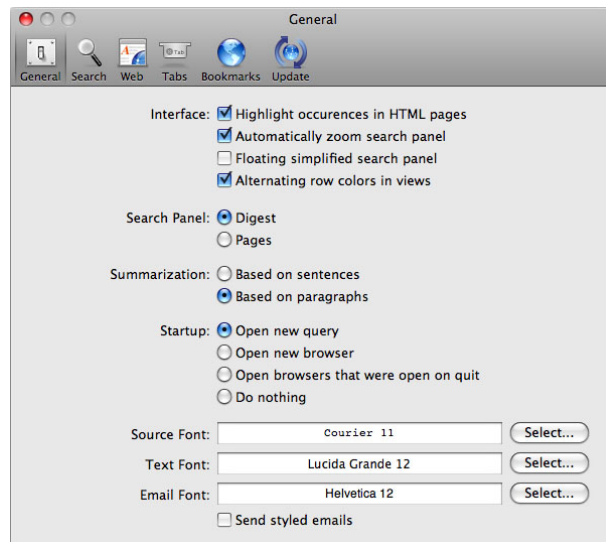 General
General Search Web Tabs Bookmarks Update
Interface: Highlight occurences in HTML pages
Automatically zoom search panel
Floating simplified search panel
Alternating row colors in views
Search Panel: Digest
Pages
Summarization: Based on sentences
Based on paragraphs
Startup: Open new query
Open new browser
Open browsers that were open on quit
Do nothing
Source Font: Courier 11 Select...
Text Font: Lucida Grande 12 Select...
Email Font: Helvetica 12 Select...
Send styled emails